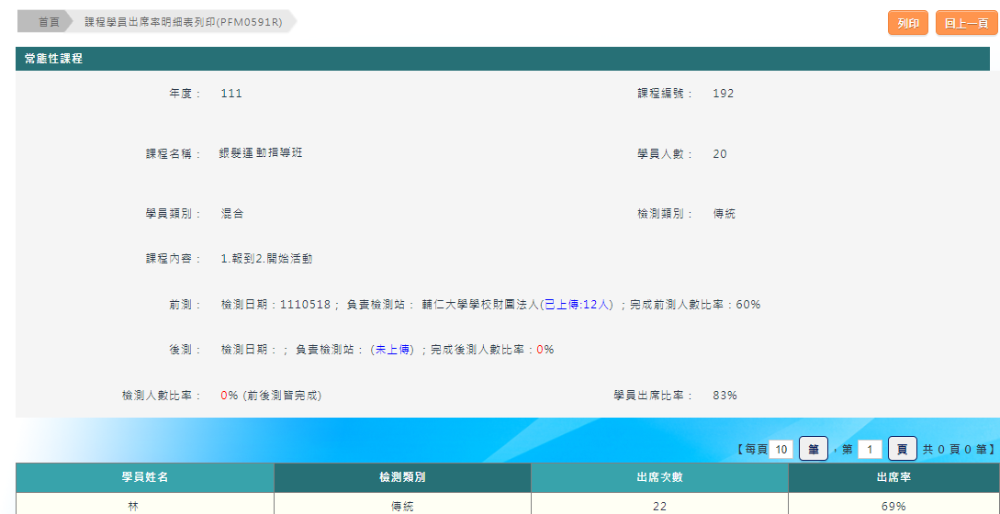 首頁 課程學員出席率明細表列印(PFM0591R) 列印 回上一頁
常態性課程
年度： 111 課程編號： 192
課程名稱： 銀髮運動指導班 學員人數： 20
學員類別： 混合 檢測類別： 傳統
課程內容： 1.報到2.開始活動
前測： 檢測日期：1110518； 負責檢測站： 輔仁大學學校財團法人(已上傳:12人) ；完成前測人數比率：60%
後測： 檢測日期：； 負責檢測站： (未上傳) ；完成後測人數比率：0%
檢測人數比率： 0% (前後測皆完成) 學員出席比率： 83%
【每頁 10 筆，第 1 頁 共 0 頁 0 筆】
學員姓名 檢測類別 出席次數 出席率
林 傳統 22 69%